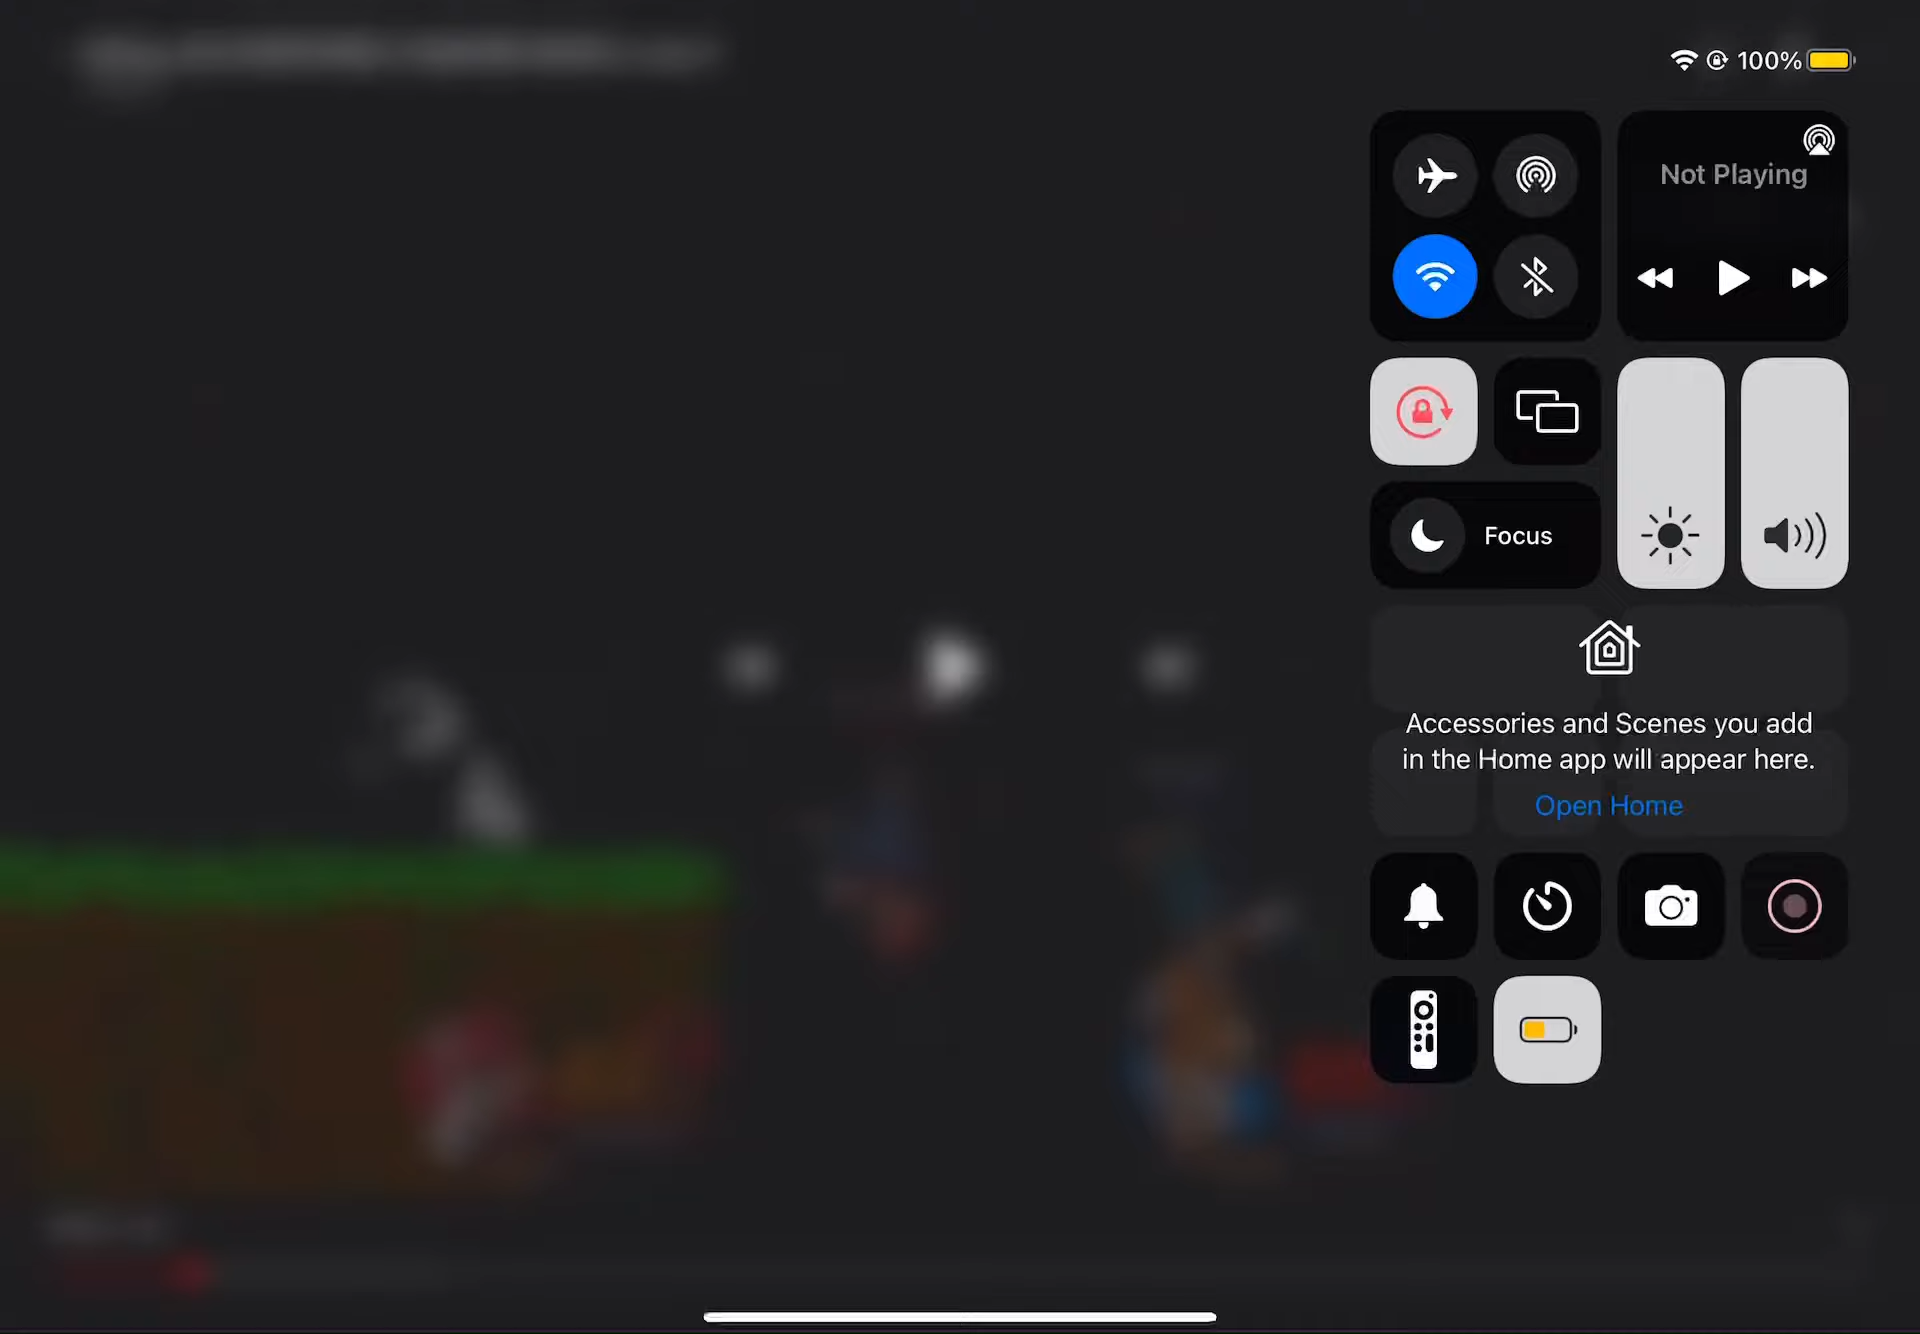 100%
Not Playing
Focus
Accessories and Scenes you add
in the Home app will appear here.
Open Home